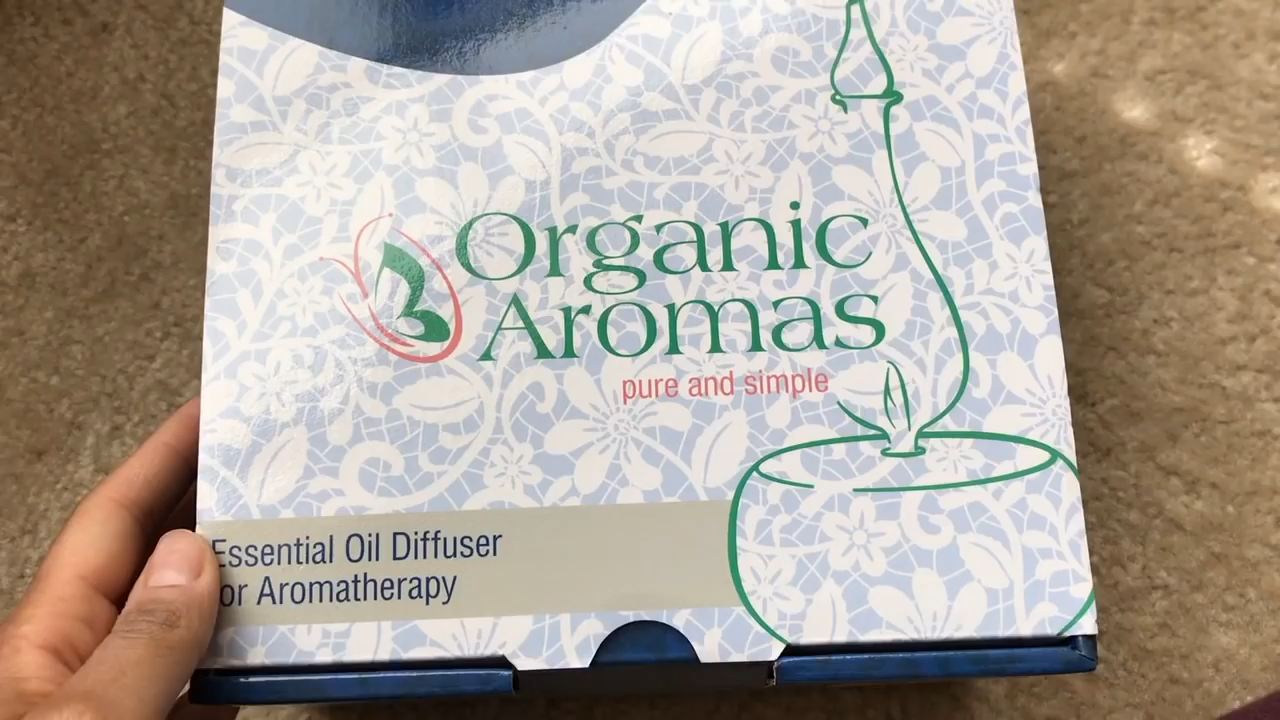 Organic
Aromas
pure and simple
Essential Oil Diffuser
or Aromatherapy